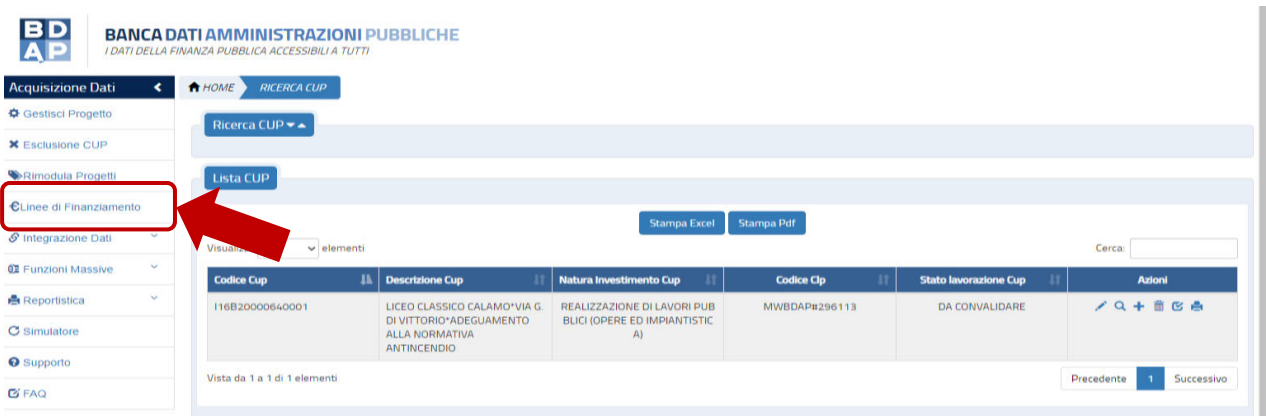 BD
AP
BANCA DATI AMMINISTRAZIONI PUBBLICHE
I DATI DELLA FINANZA PUBBLICA ACCESSIBILI A TUTTI
Acquisizione Dati
HOME RICERCA CUP
Gestisci Progetto
Esclusione CUP
Rimodula Progetti
€Linee di Finanziamento
Integrazione Dati
Funzioni Massive
Reportistica
Simulatore
Supporto
FAQ
Ricerca CUP
Lista CUP
Stampa Excel Stampa Pdf
elementi
Cerca:
Codice Cup Descrizione Cup Natura Investimento Cup Codice Clp Stato lavorazione Cup Azioni
I16B20000640001 LICEO CLASSICO CALAMO*VIA G. REALIZZAZIONE DI LAVORI PUB MWBDAP#296113 DA CONVALIDARE
DI VITTORIO*ADEGUAMENTO BLICI (OPERE ED IMPIANTISTIC
ALLA NORMATIVA A)
ANTINCENDIO
Vista da 1 a 1 di 1 elementi
Precedente 1 Successivo